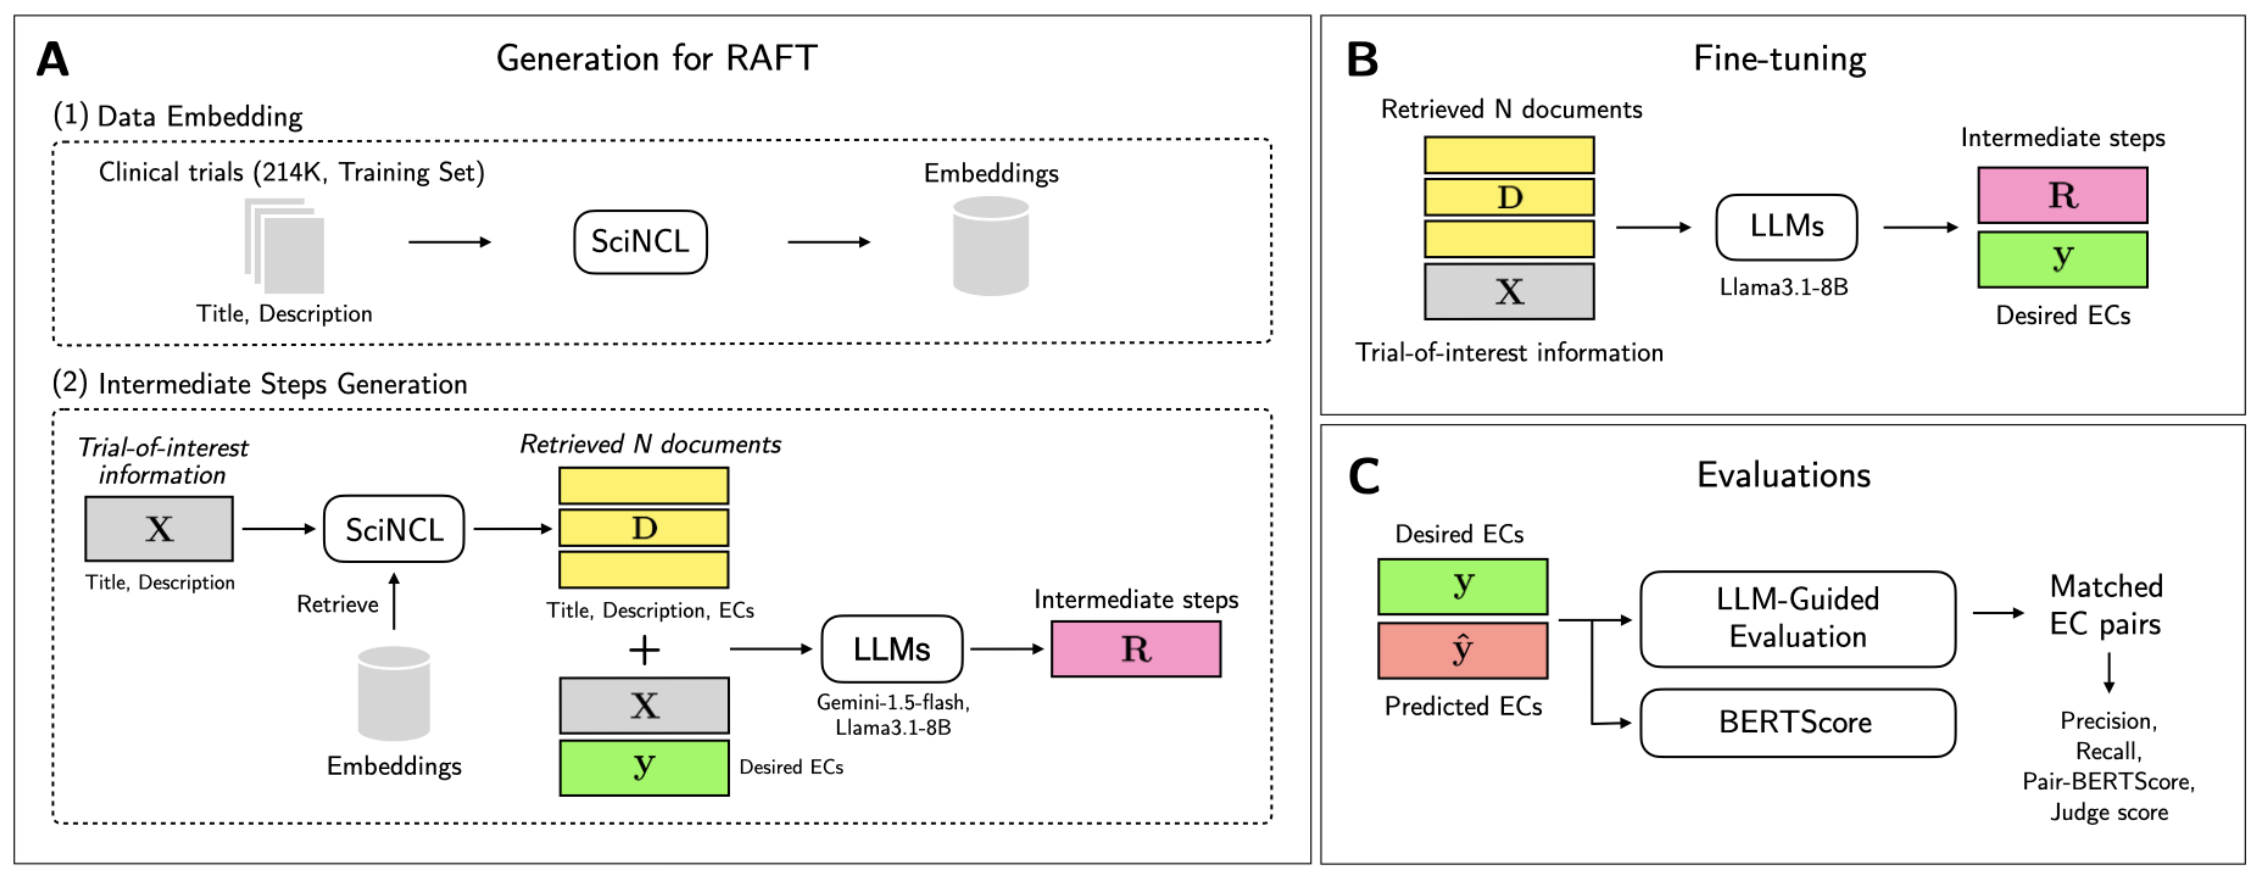 A
Generation for RAFT
(1) Data Embedding
Clinical trials (214K, Training Set)
Title, Description
SciNCL
Embeddings
(2) Intermediate Steps Generation
Trial-of-interest
information
X
Title, Description
SciNCL
Retrieve
Embeddings
Retrieved N documents
D
Title, Description, ECs
+
X
y
Desired ECs
LLMs
Gemini-1.5-flash,
Llama3.1-8B
Intermediate steps
R
B
Fine-tuning
Retrieved N documents
D
X
Trial-of-interest information
LLMs
Llama3.1-8B
Intermediate steps
R
y
Desired ECs
C
Evaluations
Desired ECs
y
ŷ
Predicted ECs
LLM-Guided
Evaluation
BERTScore
Matched
EC pairs
Precision,
Recall,
Pair-BERTScore,
Judge score